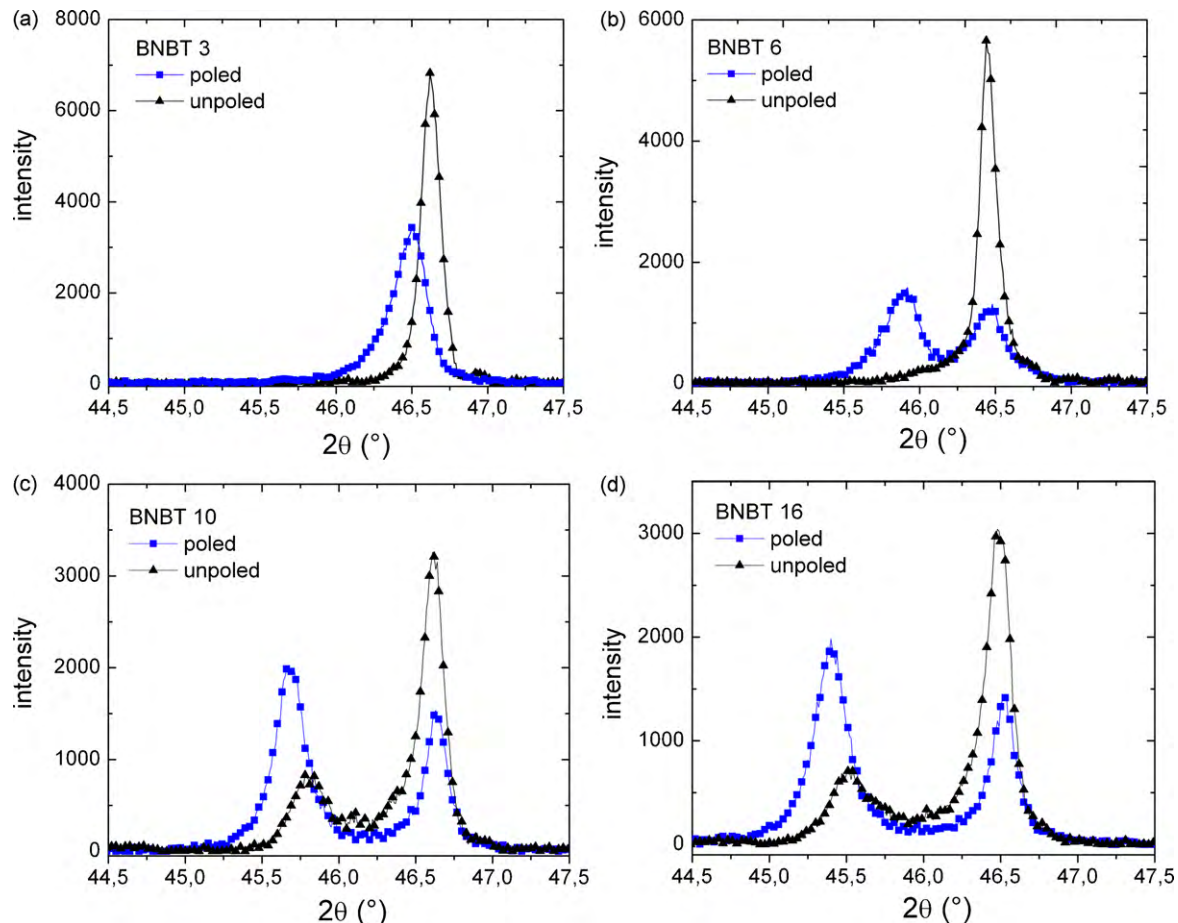 (a)
8000
6000
4000
2000
0
intensity
BNBT 3
poled
unpoled
44,5 45,0 45,5 46,0 46,5 47,0 47,5
2θ (°)
(b)
6000
4000
2000
0
intensity
BNBT 6
poled
unpoled
44,5 45,0 45,5 46,0 46,5 47,0 47,5
2θ (°)
(c)
4000
3000
2000
1000
0
intensity
BNBT 10
poled
unpoled
44,5 45,0 45,5 46,0 46,5 47,0 47,5
2θ (°)
(d)
3000
2000
1000
0
intensity
BNBT 16
poled
unpoled
44,5 45,0 45,5 46,0 46,5 47,0 47,5
2θ (°)